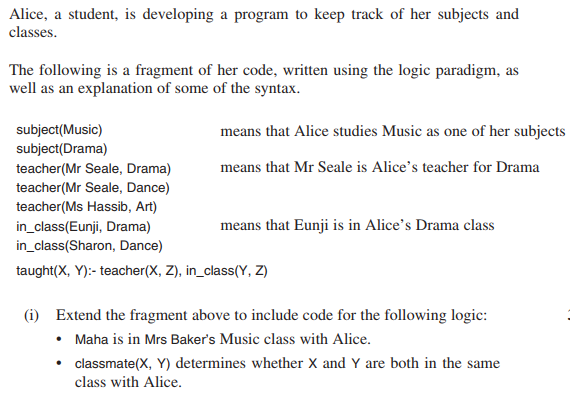 Alice, a student, is developing a program to keep track of her subjects and
classes.
The following is a fragment of her code, written using the logic paradigm, as
well as an explanation of some of the syntax.
subject(Music) means that Alice studies Music as one of her subjects
subject(Drama)
teacher(Mr Seale, Drama) means that Mr Seale is Alice's teacher for Drama
teacher(Mr Seale, Dance)
teacher(Ms Hassib, Art)
in_class(Eunji, Drama) means that Eunji is in Alice's Drama class
in_class(Sharon, Dance)
taught(X, Y):- teacher(X, Z), in_class(Y, Z)
(i) Extend the fragment above to include code for the following logic:
• Maha is in Mrs Baker's Music class with Alice.
• classmate(X, Y) determines whether X and Y are both in the same
class with Alice.